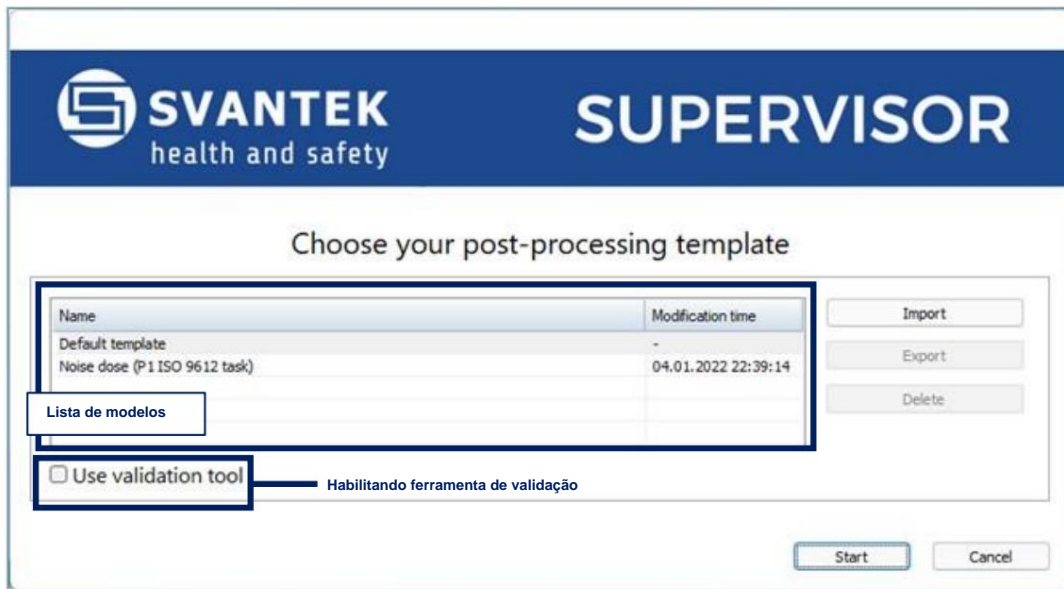 SVANTEK
health and safety
SUPERVISOR
Choose your post-processing template
Name Modification time
Default template -
Noise dose (P1 ISO 9612 task) 04.01.2022 22:39:14
Lista de modelos
Import
Export
Delete
Use validation tool
Habilitando ferramenta de validação
Start Cancel